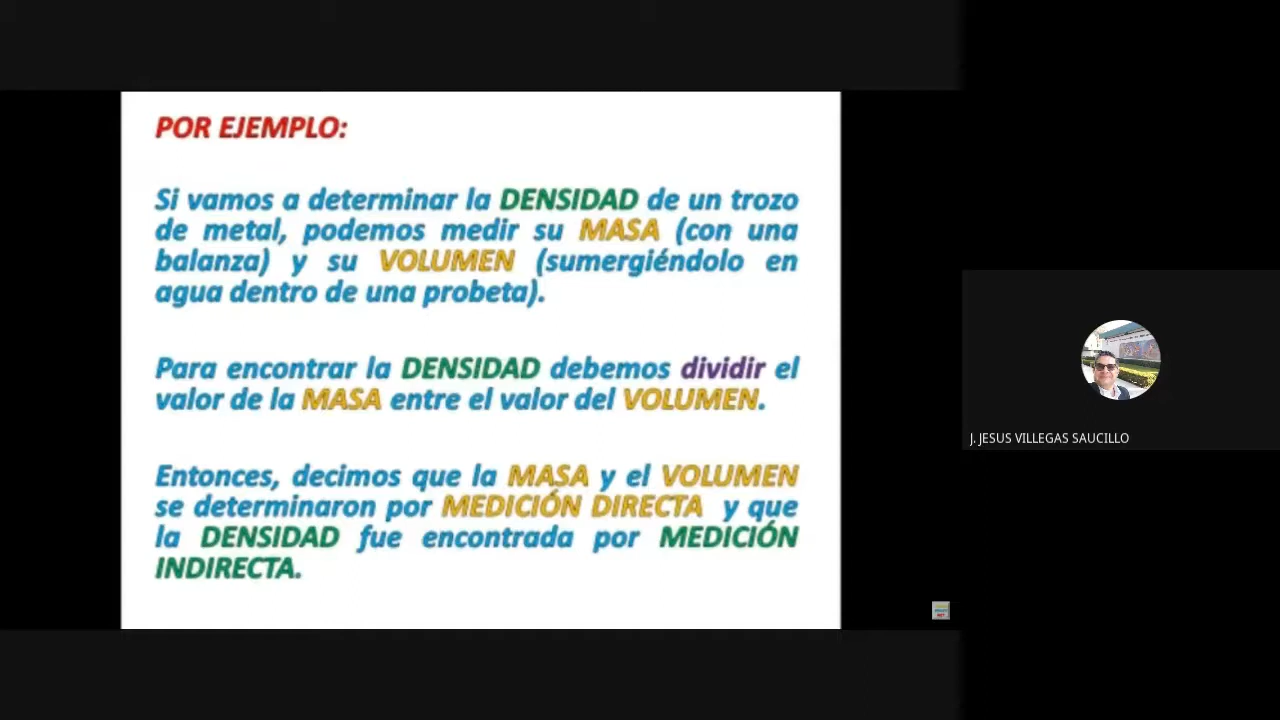 POR EJEMPLO:
Si vamos a determinar la DENSIDAD de un trozo
de metal, podemos medir su MASA (con una
balanza) y su VOLUMEN (sumergiéndolo en
agua dentro de una probeta).
Para encontrar la DENSIDAD debemos dividir el
valor de la MASA entre el valor del VOLUMEN.
Entonces, decimos que la MASA y el VOLUMEN
se determinaron por MEDICIÓN DIRECTA y que
la DENSIDAD fue encontrada por MEDICIÓN
INDIRECTA.
J. JESUS VILLEGAS SAUCILLO